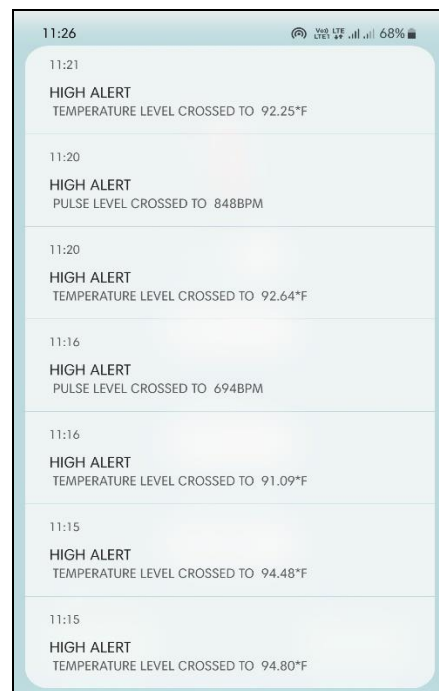 11:26 68%
11:21
HIGH ALERT
TEMPERATURE LEVEL CROSSED TO 92.25*F
11:20
HIGH ALERT
PULSE LEVEL CROSSED TO 848BPM
11:20
HIGH ALERT
TEMPERATURE LEVEL CROSSED TO 92.64*F
11:16
HIGH ALERT
PULSE LEVEL CROSSED TO 694BPM
11:16
HIGH ALERT
TEMPERATURE LEVEL CROSSED TO 91.09*F
11:15
HIGH ALERT
TEMPERATURE LEVEL CROSSED TO 94.48*F
11:15
HIGH ALERT
TEMPERATURE LEVEL CROSSED TO 94.80*F